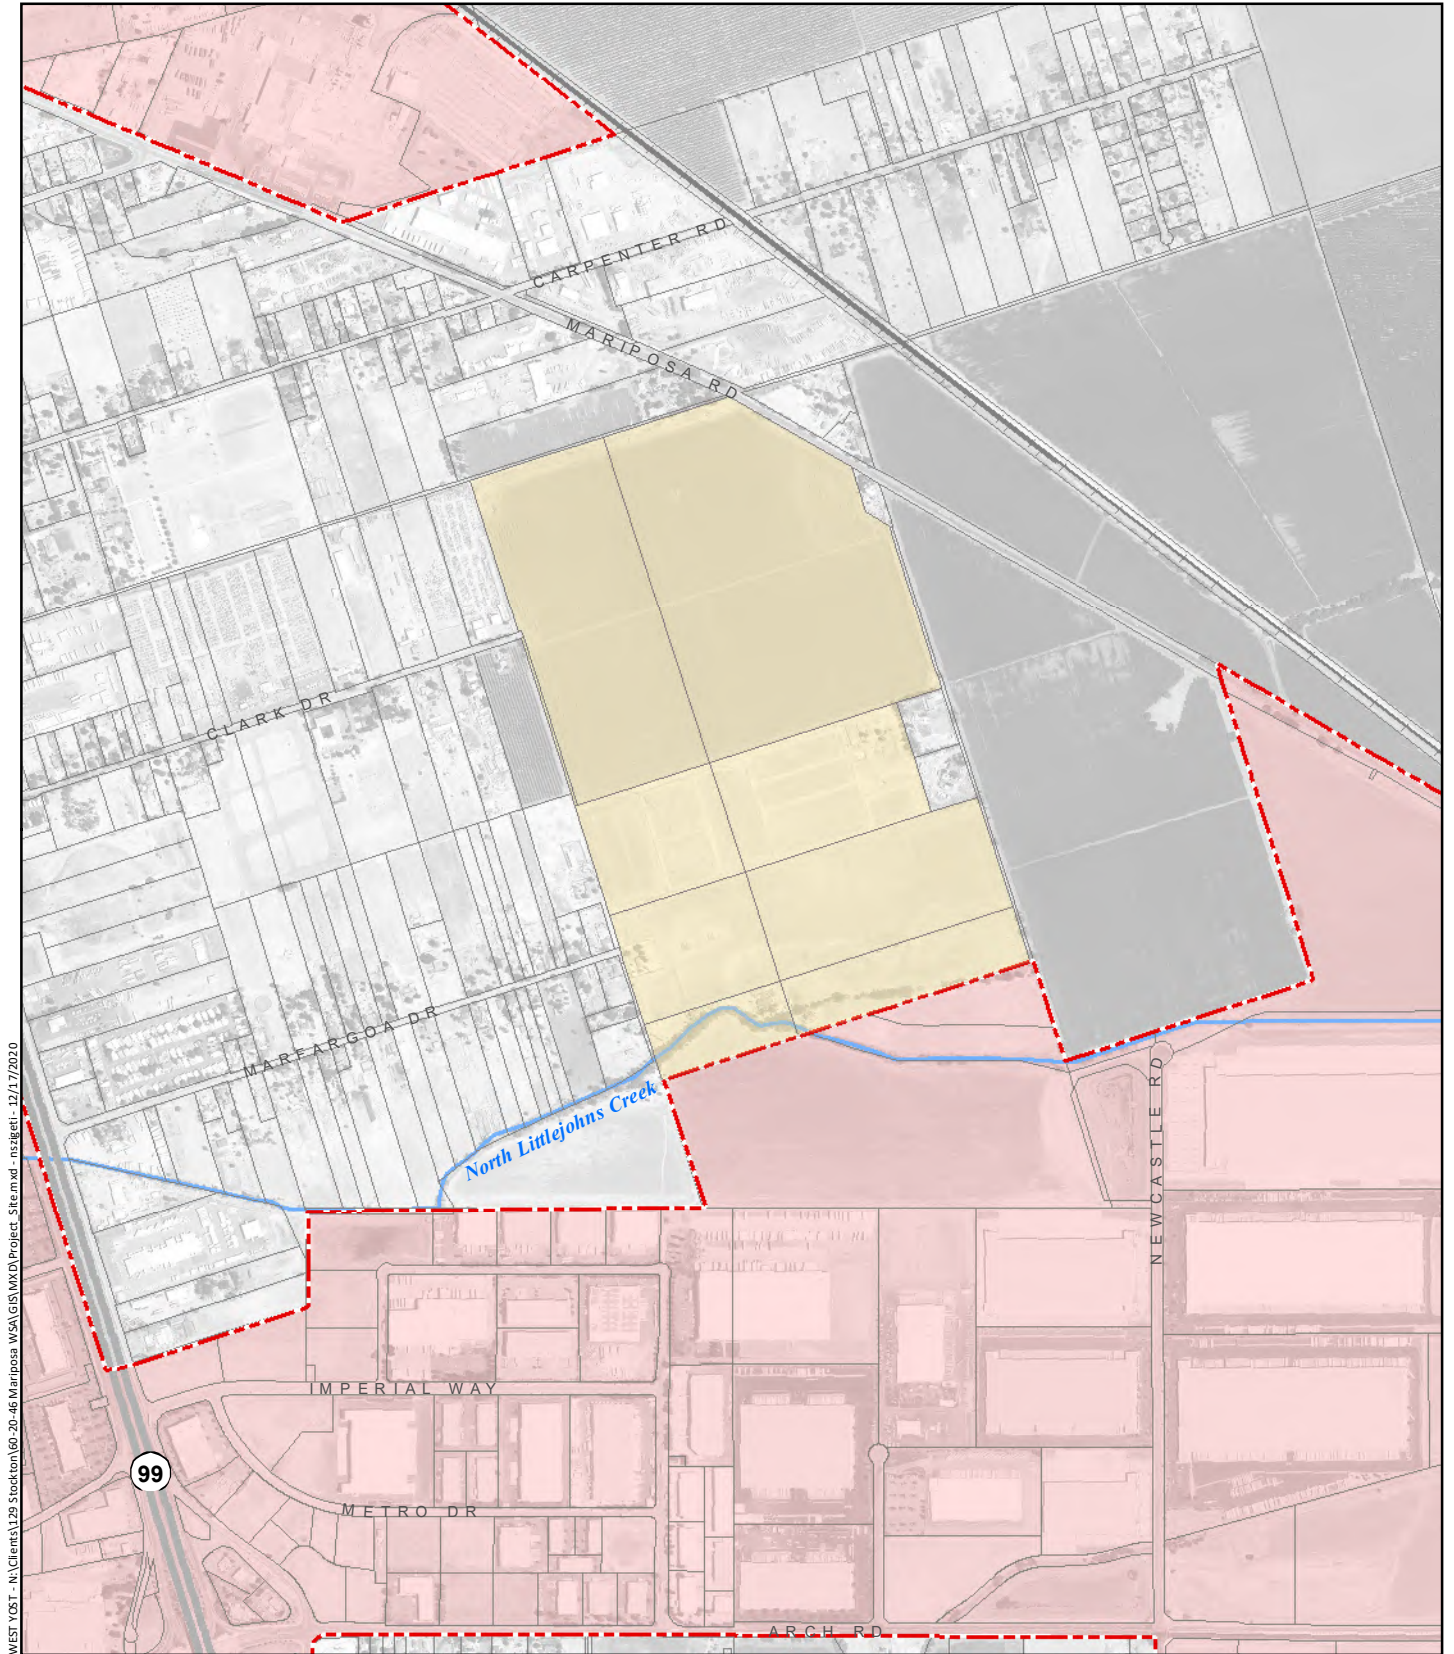 CARPENTER RD
MARIPOSA RD
CLARK DR
MARFARGOA DR
North Littlejohns Creek
NEWCASTLE RD
IMPERIAL WAY
99
METRO DR
ARCH RD
WEST YOST - N:\Clients\129 Stockton\60-20-46 Mariposa WSA\GIS\MXD\Project_Site.mxd - nszigeti - 12/17/2020